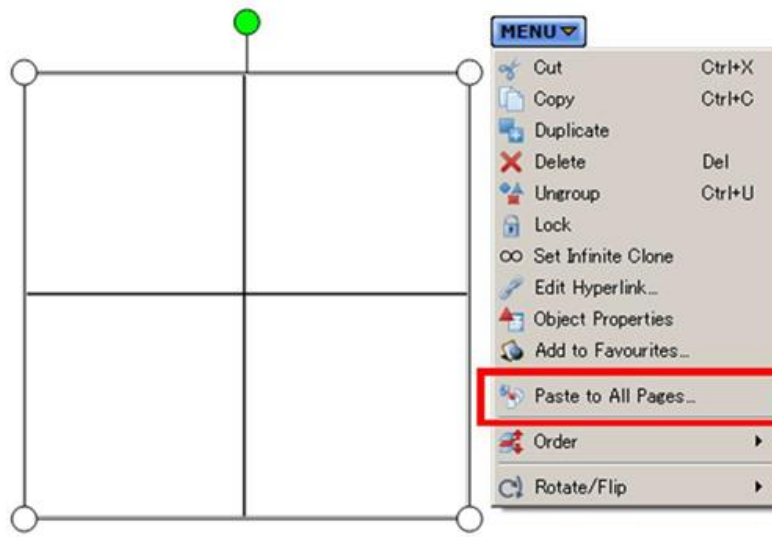 MENU
Cut Ctrl+X
Copy Ctrl+C
Duplicate
Delete Del
Ungroup Ctrl+U
Lock
Set Infinite Clone
Edit Hyperlink...
Object Properties
Add to Favourites...
Paste to All Pages...
Order
Rotate/Flip